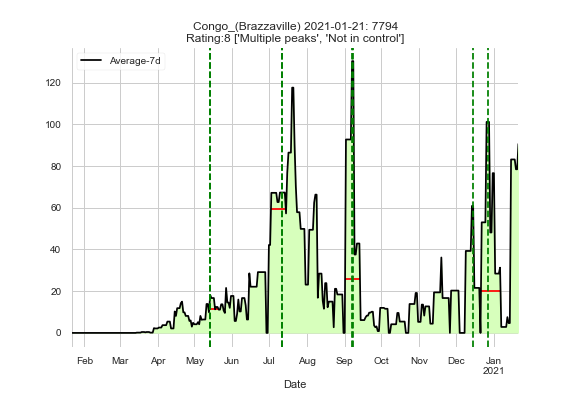 Congo_(Brazzaville) 2021-01-21: 7794
Rating:8 ['Multiple peaks', 'Not in control']
Average-7d
120
100
80
60
40
20
0
Feb Mar Apr May Jun Jul Aug Sep Oct Nov Dec Jan
2021
Date